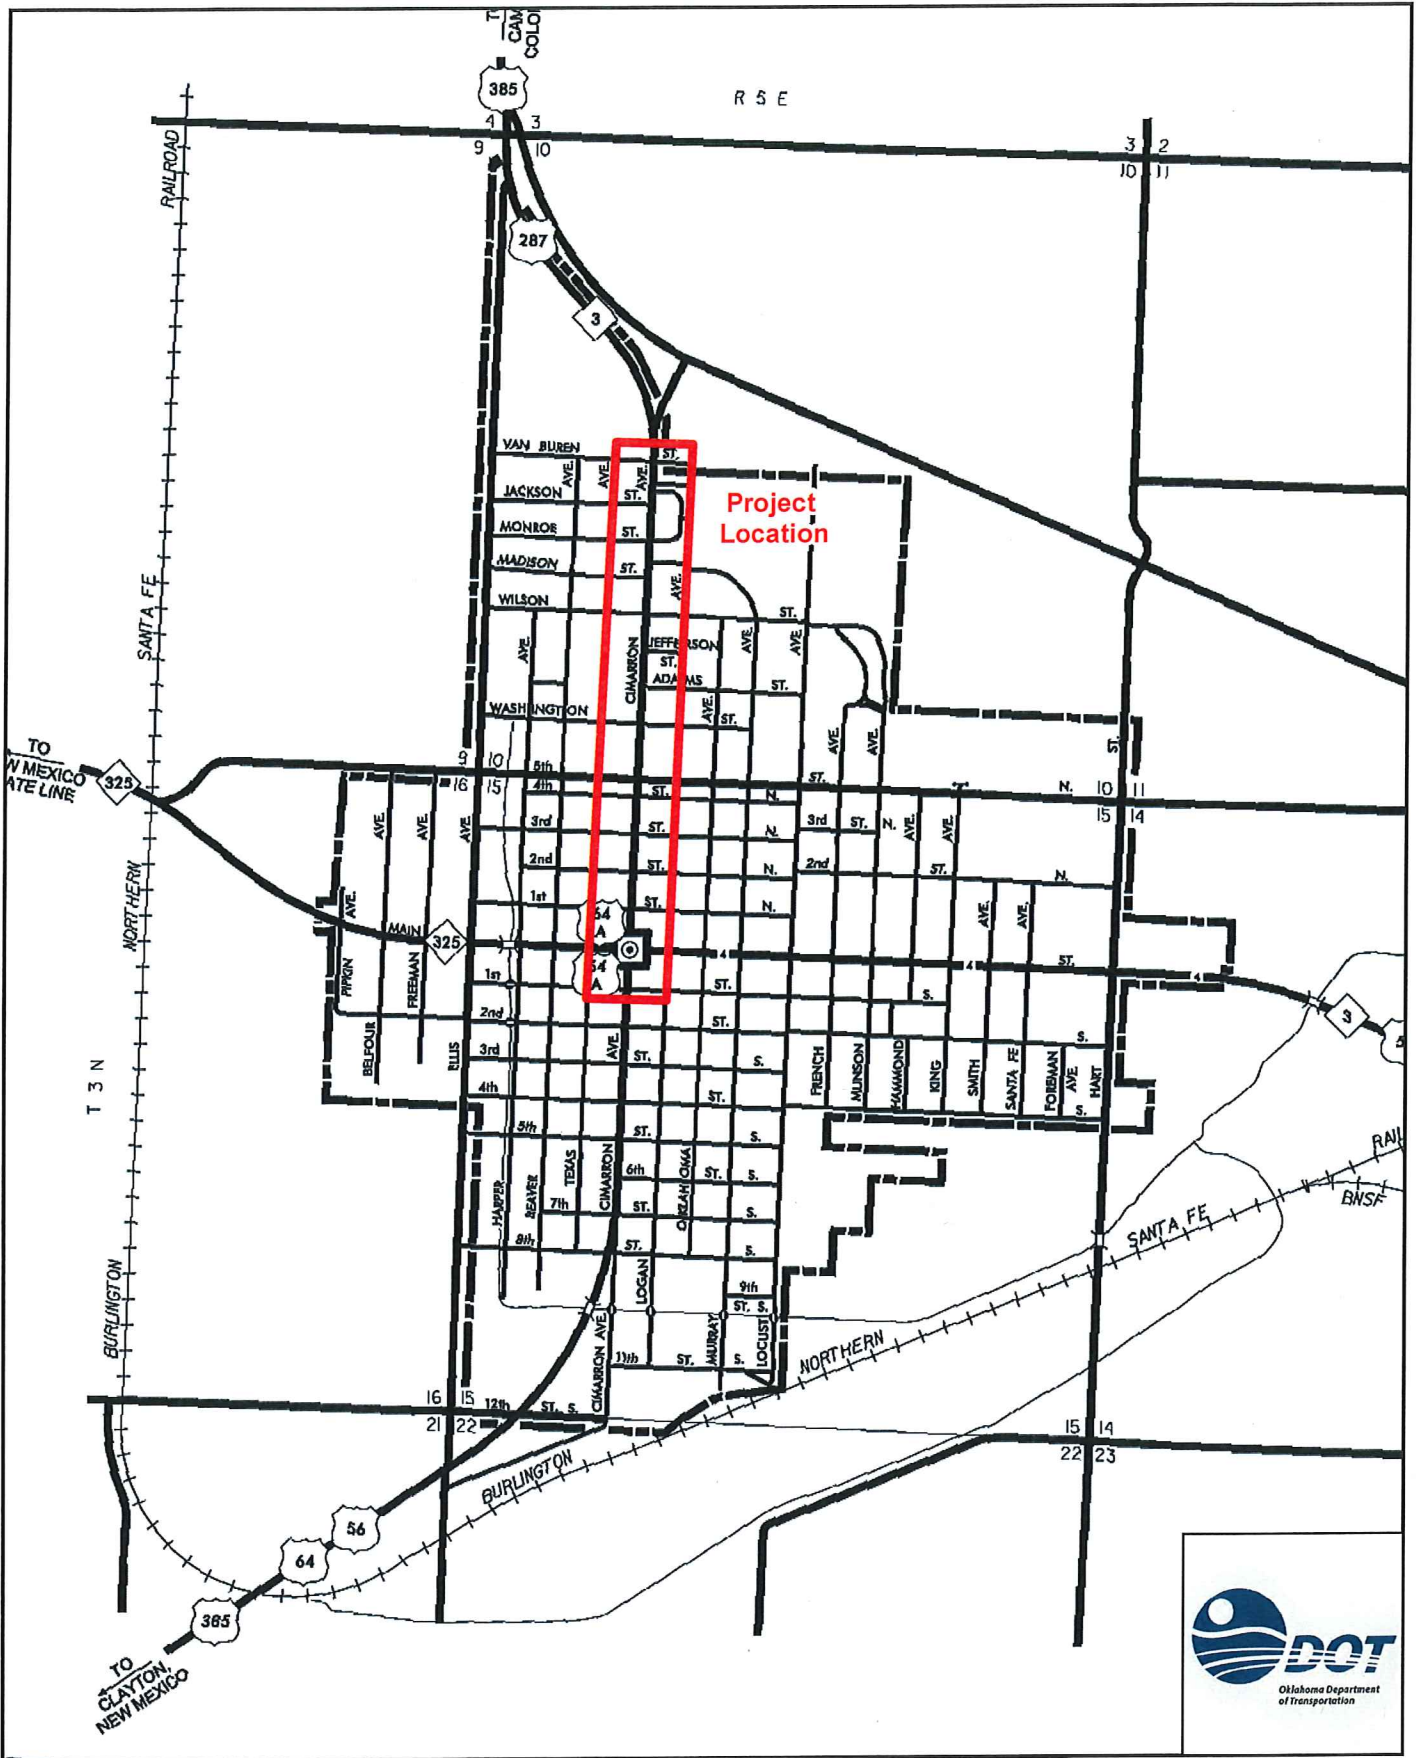 CAM
COLO
385
R 5 E
4 3
9 10
3 2
10 11
RAILROAD
287
3
VAN BUREN ST.
AVE. AVE. AVE.
JACKSON ST.
Project
Location
MONROE ST.
MADISON ST.
AVE.
WILSON ST.
SANTA FE
AVE. CIMARRON JEFFERSON AVE. AVE.
ST.
ADAMS ST.
WASHINGTON AVE. ST.
AVE. AVE. ST.
TO
W MEXICO
ATE LINE
325
9 10
16 15
5th ST. N.
10 11
15 14
4th ST. N.
AVE. AVE. AVE.
3rd ST. N. 3rd ST. N. AVE. AVE.
2nd ST. N. 2nd ST. N.
NORTHERN
1st ST. N.
AVE. AVE. AVE.
64
A
MAIN 325 4 4 ST. 4
54
A
PIPKIN FREEMAN
1st ST. S.
3
2nd ST. S.
BELFOUR ELLIS AVE.
3rd ST. S.
FRENCH MUNSON HAMMOND KING SMITH SANTA FE FOREMAN AVE HART
T 3 N
4th ST. S.
5th ST. S.
RAIL
6th ST. S.
HARPER BEAVER TEXAS CIMARRON OKLAHOMA
7th ST. S.
BNSF
SANTA FE
8th ST. S.
BURLINGTON
LOGAN
9th
ST. S.
CIMARRON AVE. MURRAY LOCUST
NORTHERN
11th ST. S.
16 15
21 22
12th ST. S.
15 14
22 23
BURLINGTON
56
64
385
TO
CLAYTON,
NEW MEXICO
DOT
Oklahoma Department
of Transportation